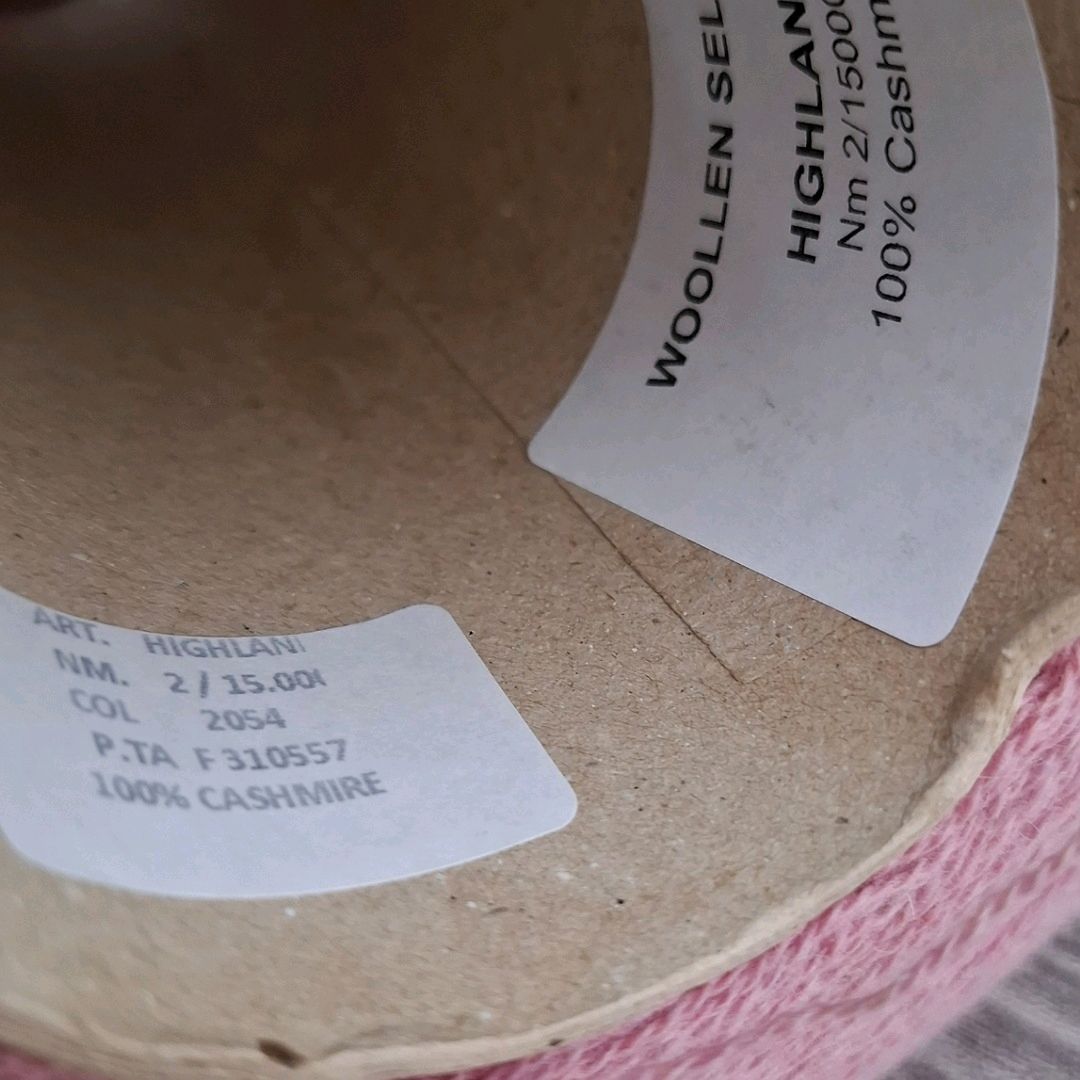 WOOLLEN SEL
HIGHLAN
Nm 2/15000
100% Cashm
ART. HIGHLAN
NM. 2 / 15.00
COL 2054
P.TA F310557
100% CASHMIRE